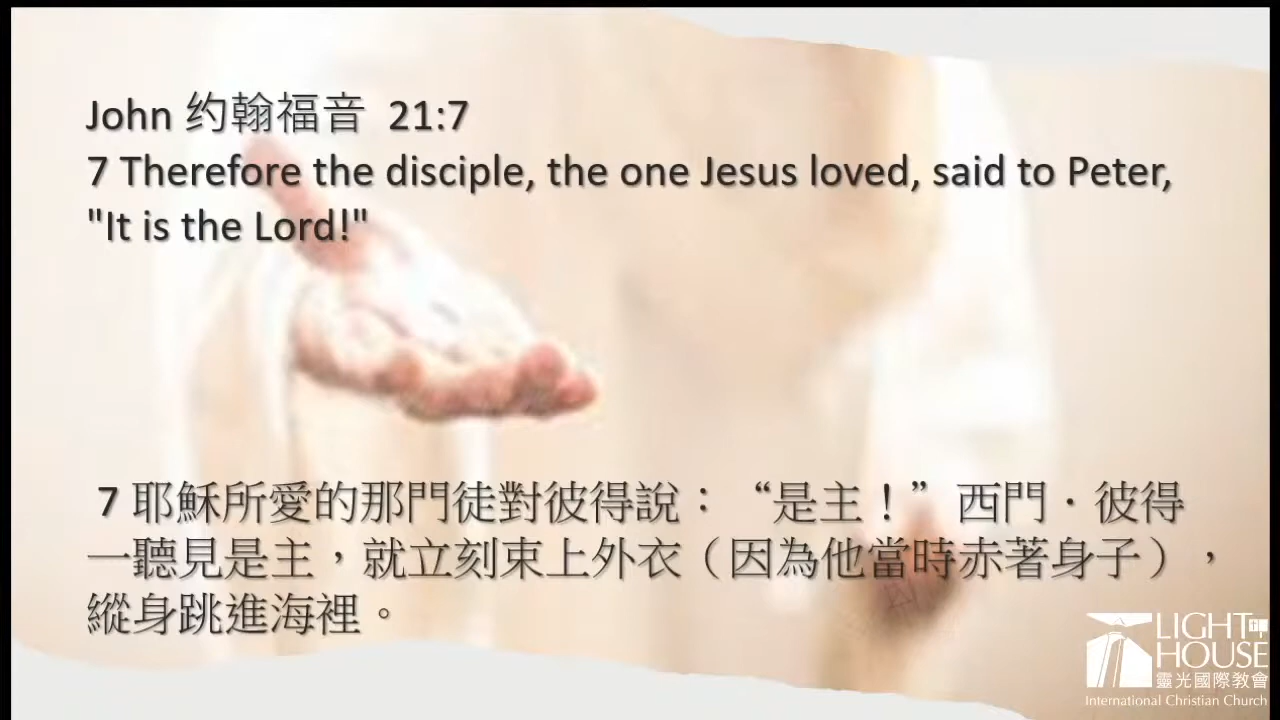 John 约翰福音 21:7
7 Therefore the disciple, the one Jesus loved, said to Peter,
"It is the Lord!"
7 耶穌所愛的那門徒對彼得說：“是主！”西門．彼得
一聽見是主，就立刻束上外衣（因為他當時赤著身子），
縱身跳進海裡。
LIGHT
HOUSE
靈光國際教會
International Christian Church